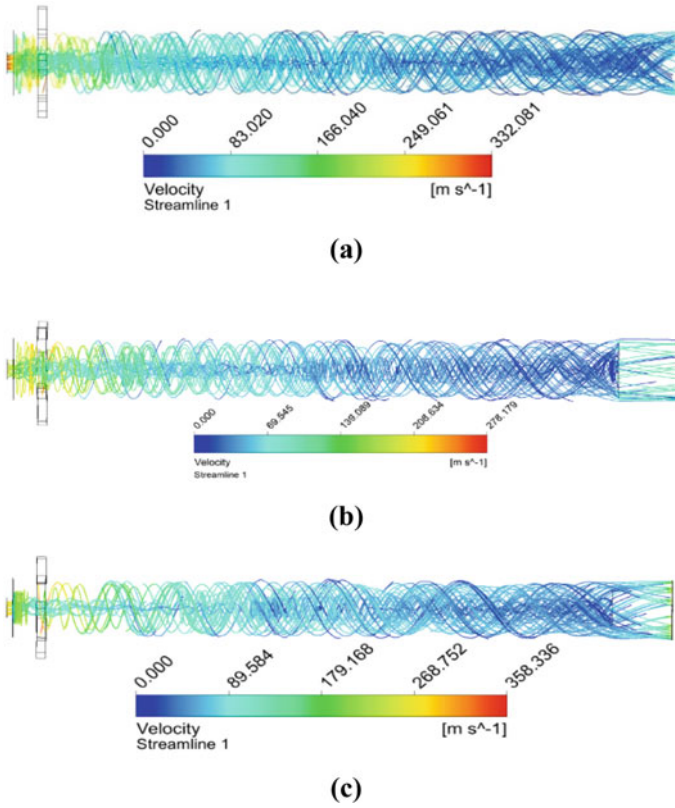 0.000
83.020
166.040
249.061
332.081
Velocity
Streamline 1
[m s^-1]
(a)
0.000
69.545
139.089
208.634
278.179
Velocity
Streamline 1
[m s^-1]
(b)
0.000
89.584
179.168
268.752
358.336
Velocity
Streamline 1
[m s^-1]
(c)